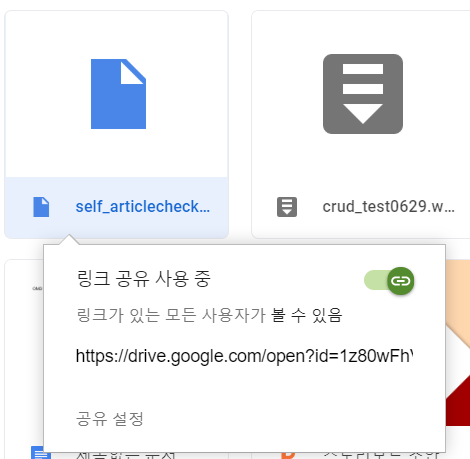 self_articlecheck...
crud_test0629.w...
링크 공유 사용 중
링크가 있는 모든 사용자가 볼 수 있음
https://drive.google.com/open?id=1z80wFh
공유 설정